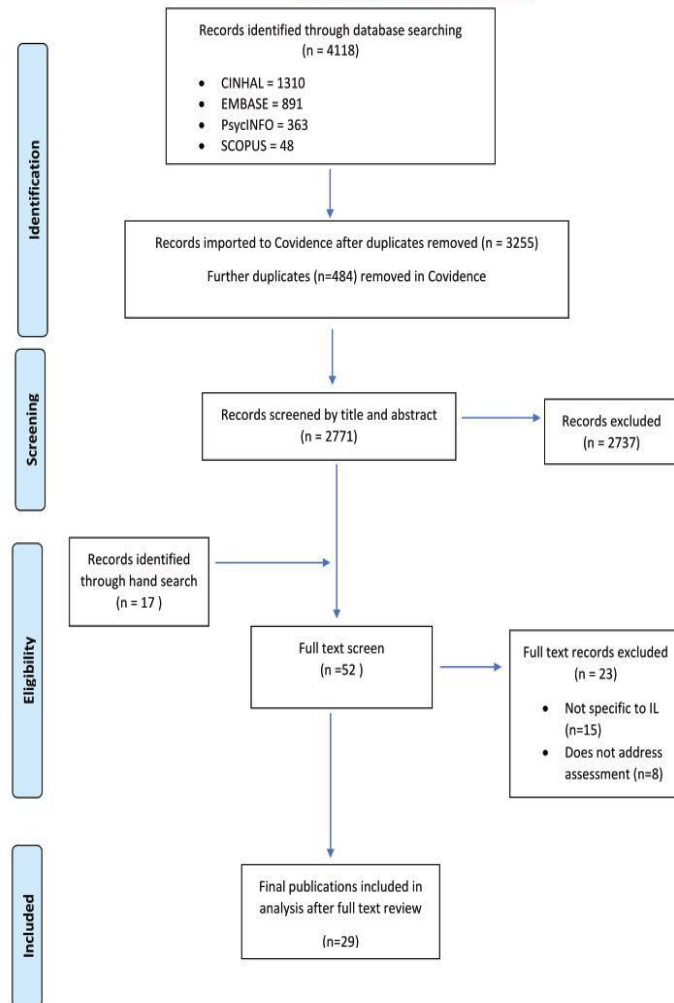 Identification
Records identified through database searching
(n = 4118)
• CINHAL = 1310
• EMBASE = 891
• PsycINFO = 363
• SCOPUS = 48
Records imported to Covidence after duplicates removed (n = 3255)
Further duplicates (n=484) removed in Covidence
Screening
Records screened by title and abstract
(n = 2771)
Records excluded
(n = 2737)
Eligibility
Records identified
through hand search
(n = 17 )
Full text screen
(n =52 )
Full text records excluded
(n = 23)
• Not specific to IL
(n=15)
• Does not address
assessment (n=8)
Included
Final publications included in
analysis after full text review
(n=29)